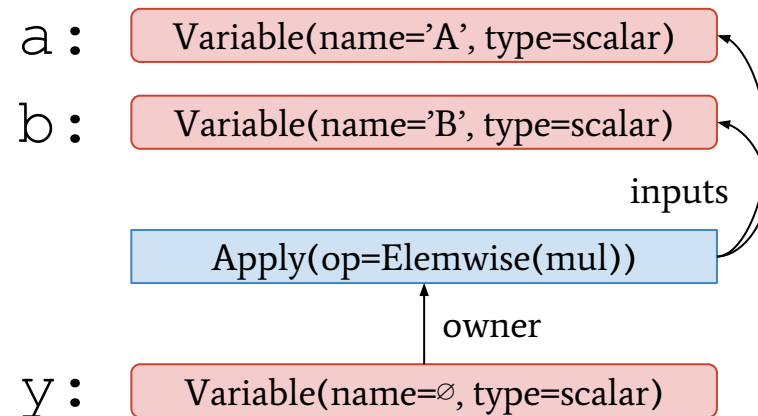 a: Variable(name=’A’, type=scalar)
b: Variable(name=’B’, type=scalar)
inputs
Apply(op=Elemwise(mul))
owner
y: Variable(name=∅, type=scalar)